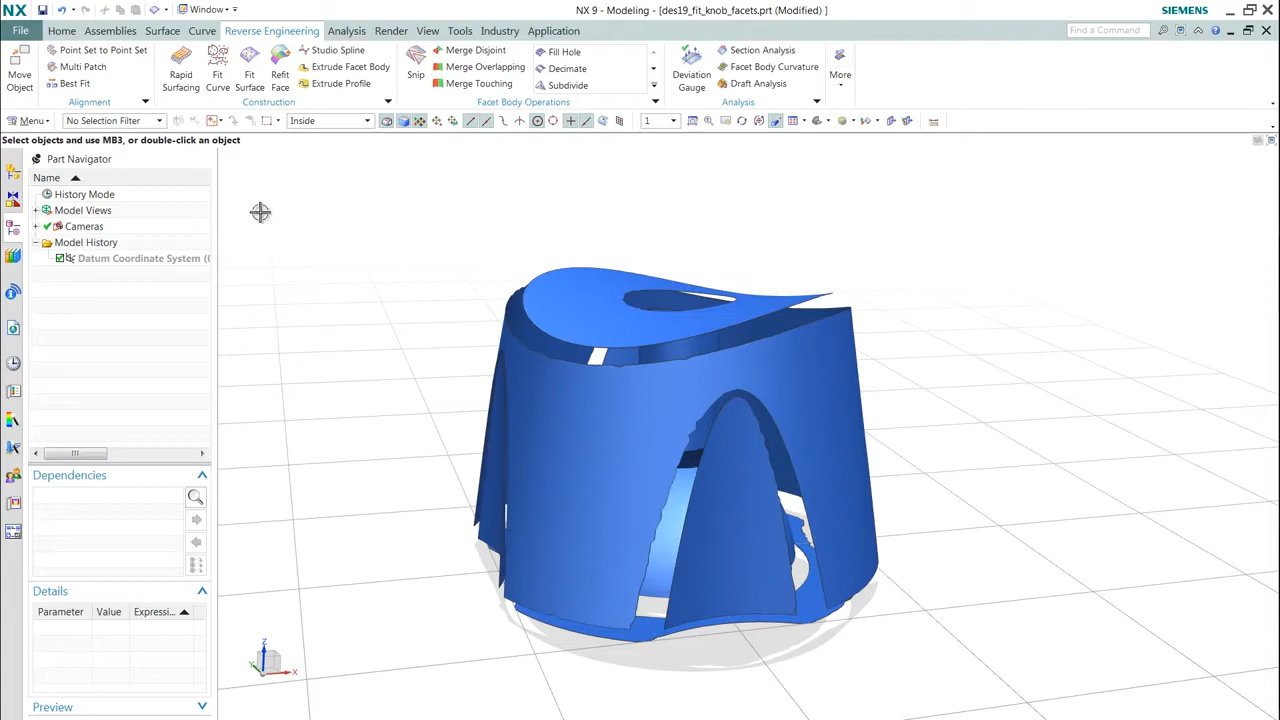 NX
Window
NX 9 - Modeling - [des19_fit_knob_facets.prt (Modified) ]
SIEMENS
File
Home
Assemblies
Surface
Curve
Reverse Engineering
Analysis
Render
View
Tools
Industry
Application
Find a Command
Move
Object
Point Set to Point Set
Multi Patch
Best Fit
Alignment
Rapid
Surfacing
Fit
Curve
Fit
Surface
Refit
Face
Studio Spline
Extrude Facet Body
Extrude Profile
Construction
Snip
Merge Disjoint
Merge Overlapping
Merge Touching
Fill Hole
Decimate
Subdivide
Facet Body Operations
Deviation
Gauge
Section Analysis
Facet Body Curvature
Draft Analysis
Analysis
More
Menu
No Selection Filter
Inside
1
Select objects and use MB3, or double-click an object
Part Navigator
Name
History Mode
Model Views
Cameras
Model History
Datum Coordinate System (0
Dependencies
Details
Parameter
Value
Expressi...
Preview
Z
Y
X